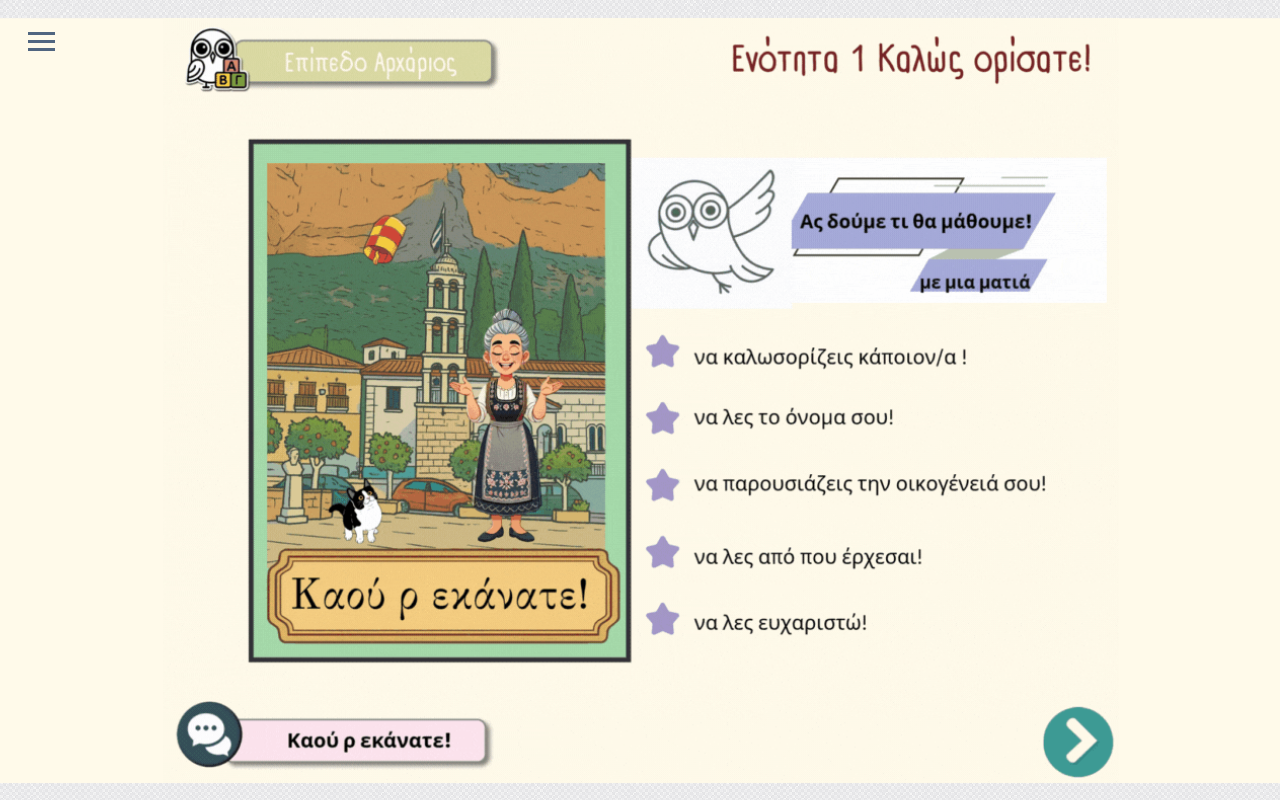 Επίπεδο Αρχάριος
Ενότητα 1 Καλώς ορίσατε!
Α
Β Γ
Ας δούμε τι θα μάθουμε!
με μια ματιά
να καλωσορίζεις κάποιον/α !
να λες το όνομα σου!
να παρουσιάζεις την οικογένειά σου!
να λες από που έρχεσαι!
να λες ευχαριστώ!
Καού ρ εκάνατε!
Καού ρ εκάνατε!